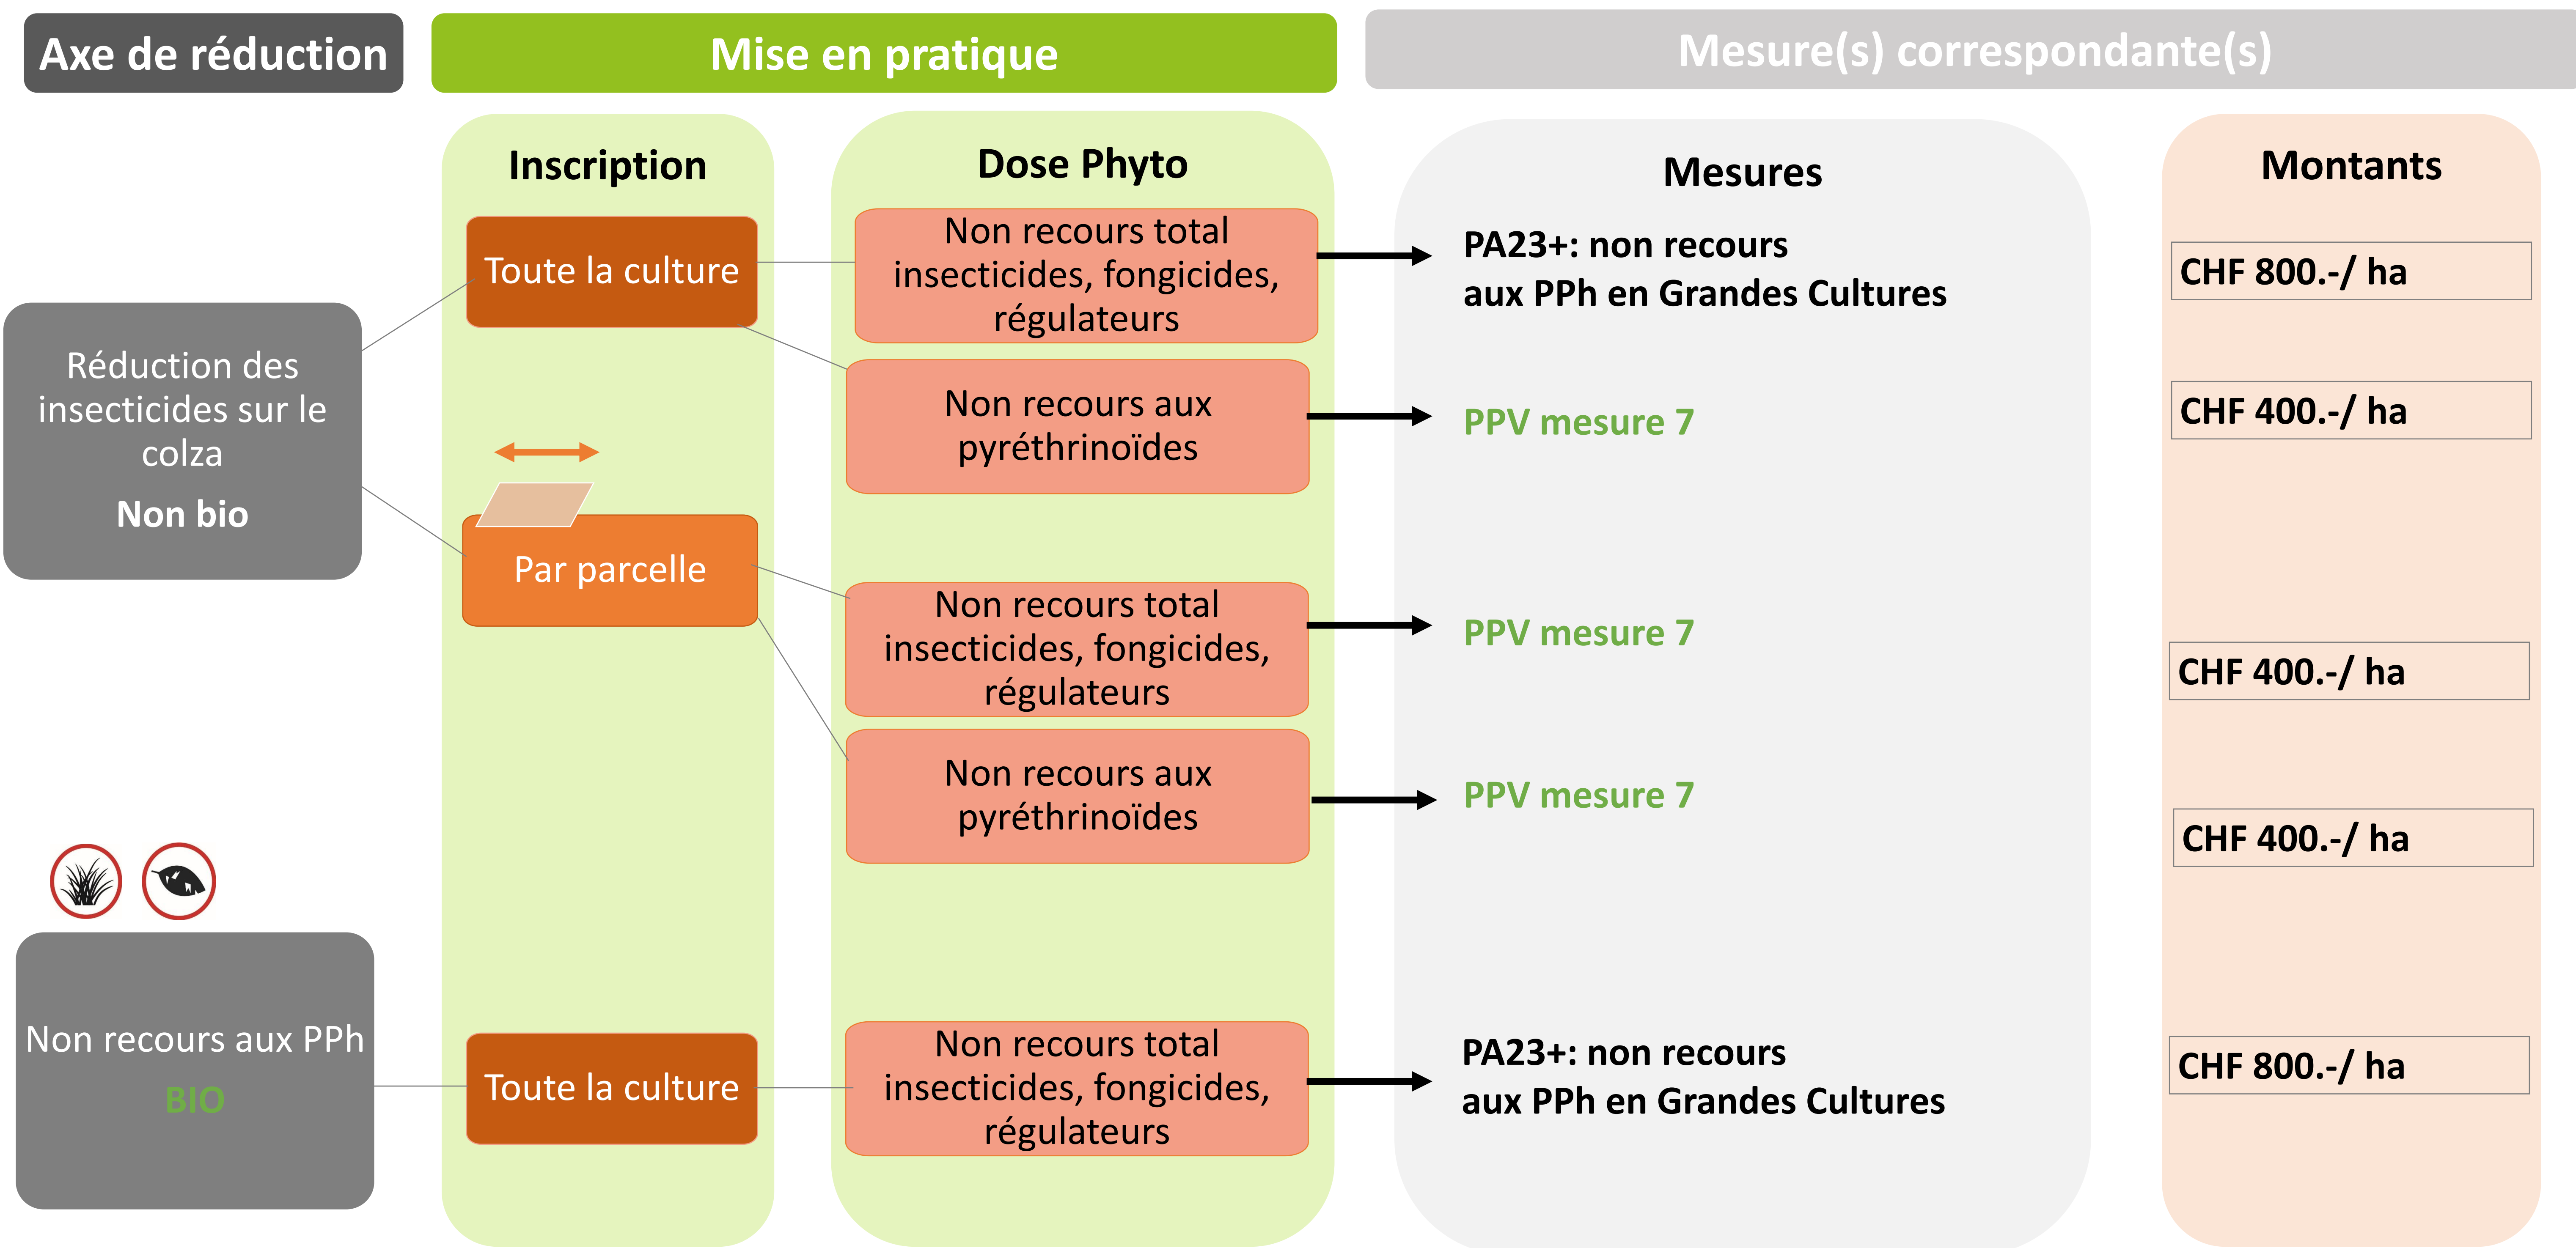 Axe de réduction
Mise en pratique
Mesure(s) correspondante(s)
Inscription
Dose Phyto
Mesures
Montants
Réduction des
insecticides sur le
colza
Non bio
Toute la culture
Non recours total
insecticides, fongicides,
régulateurs
PA23+: non recours
aux PPh en Grandes Cultures
CHF 800.-/ ha
Non recours aux
pyréthrinoïdes
PPV mesure 7
CHF 400.-/ ha
Par parcelle
Non recours total
insecticides, fongicides,
régulateurs
PPV mesure 7
CHF 400.-/ ha
Non recours aux
pyréthrinoïdes
PPV mesure 7
CHF 400.-/ ha
Non recours aux PPh
BIO
Toute la culture
Non recours total
insecticides, fongicides,
régulateurs
PA23+: non recours
aux PPh en Grandes Cultures
CHF 800.-/ ha